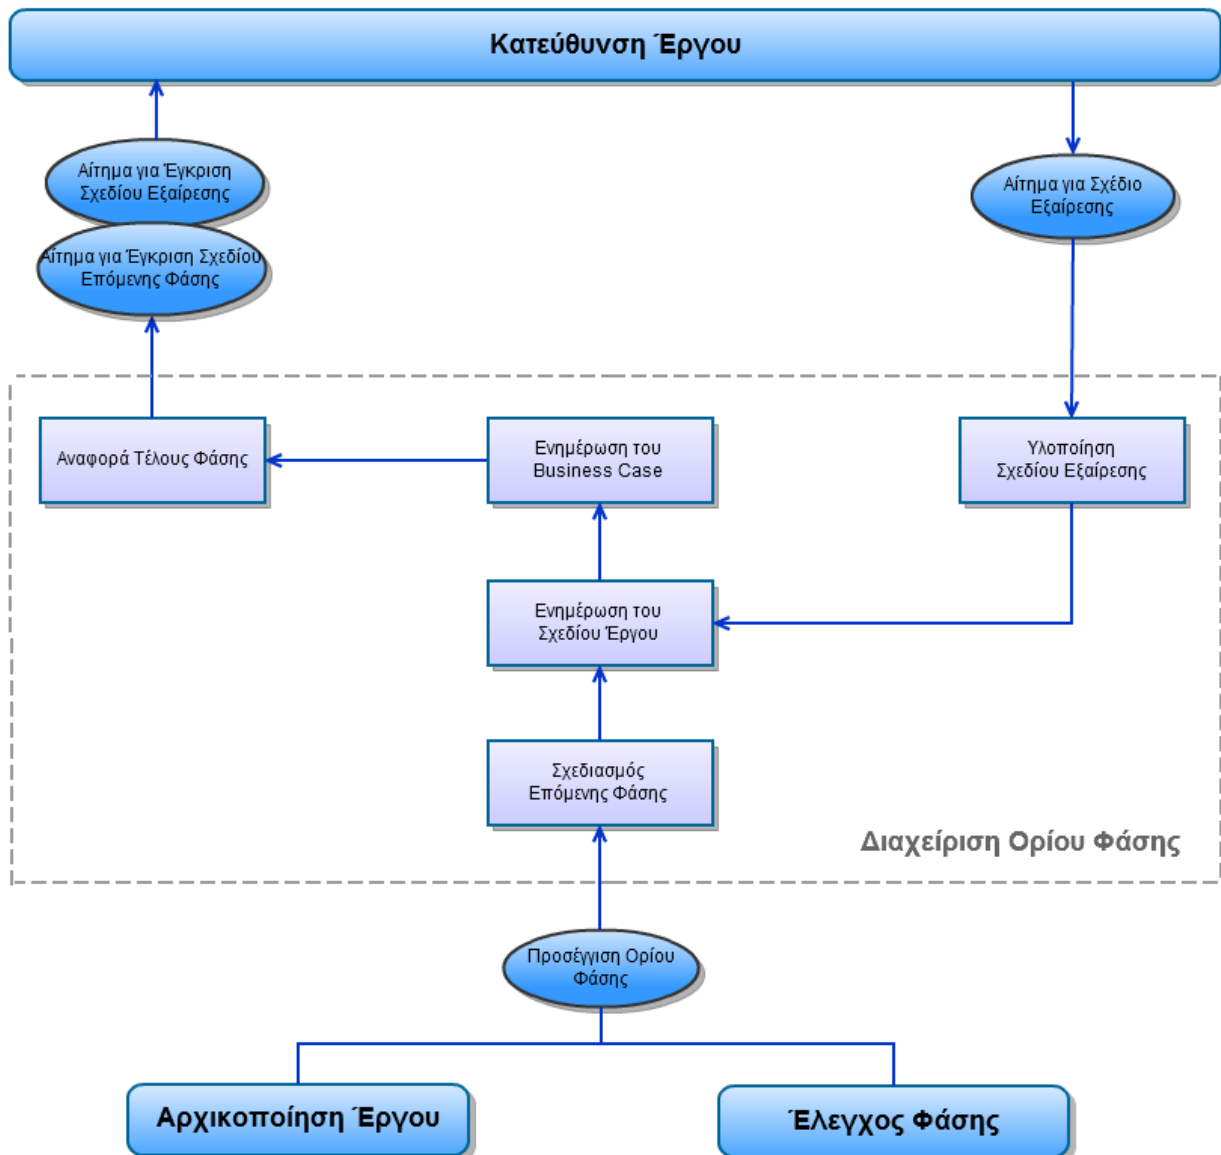 Κατεύθυνση Έργου
Αίτημα για Έγκριση
Σχεδίου Εξαίρεσης
Αίτημα για Σχέδιο
Εξαίρεσης
Αίτημα για Έγκριση Σχεδίου
Επόμενης Φάσης
Αναφορά Τέλους Φάσης
Ενημέρωση του
Business Case
Υλοποίηση
Σχεδίου Εξαίρεσης
Ενημέρωση του
Σχεδίου Έργου
Σχεδιασμός
Επόμενης Φάσης
Διαχείριση Ορίου Φάσης
Προσέγγιση Ορίου
Φάσης
Αρχικοποίηση Έργου
Έλεγχος Φάσης